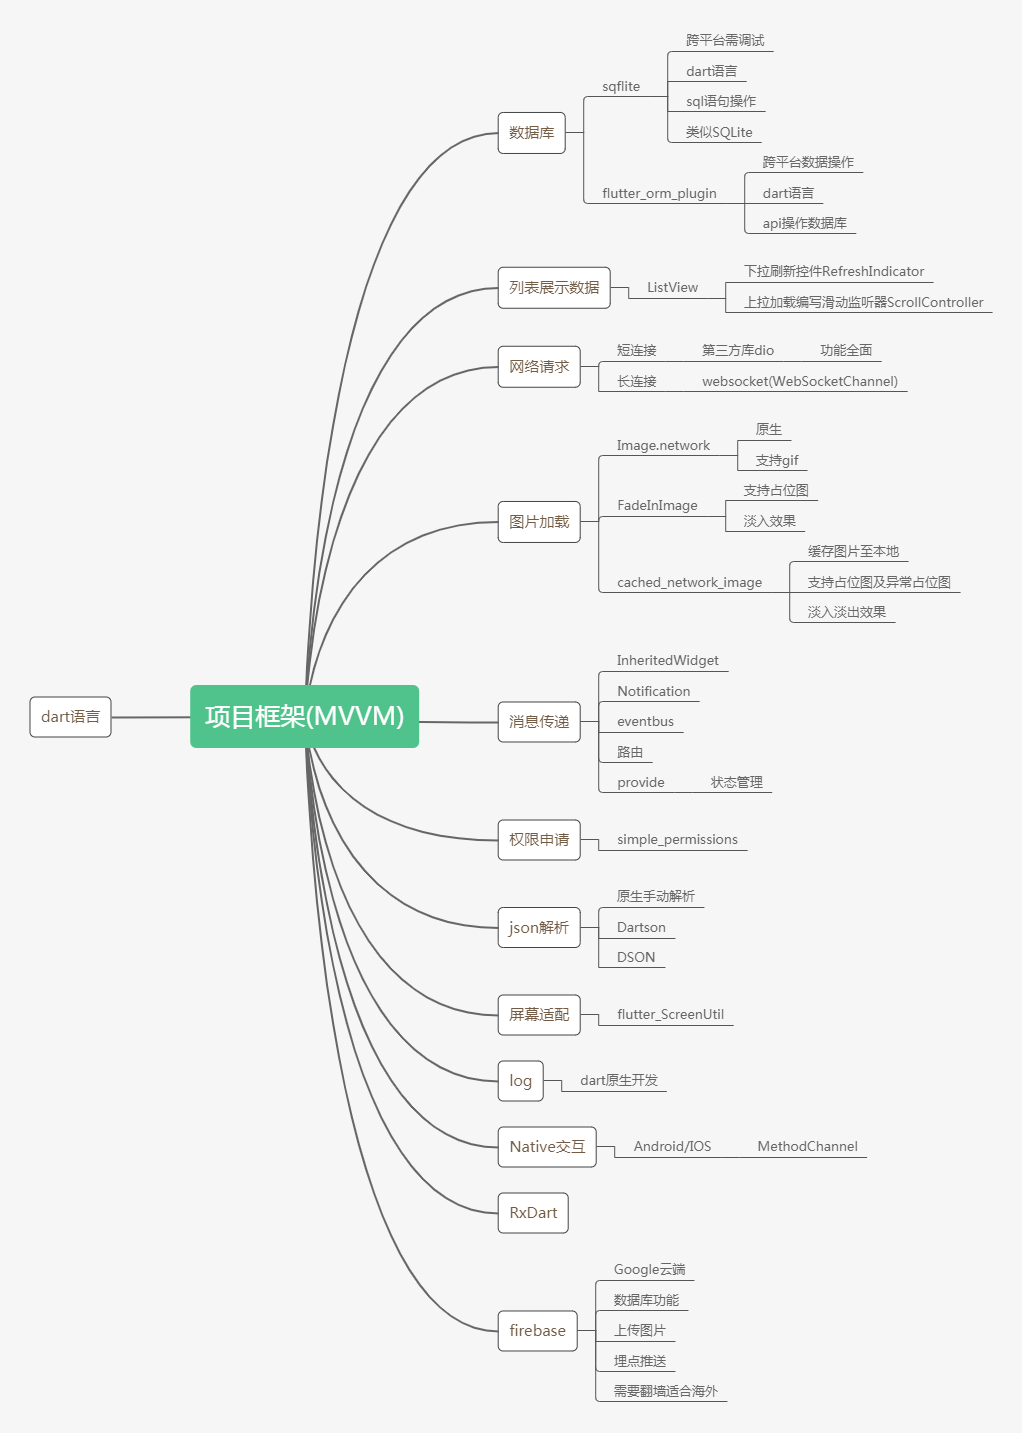 dart语言
项目框架(MVVM)
数据库
sqflite
跨平台需调试
dart语言
sql语句操作
类似SQLite
flutter_orm_plugin
跨平台数据操作
dart语言
api操作数据库
列表展示数据
ListView
下拉刷新控件RefreshIndicator
上拉加载编写滑动监听器ScrollController
网络请求
短连接
第三方库dio
功能全面
长连接
websocket(WebSocketChannel)
图片加载
Image.network
原生
支持gif
FadeInImage
支持占位图
淡入效果
cached_network_image
缓存图片至本地
支持占位图及异常占位图
淡入淡出效果
消息传递
InheritedWidget
Notification
eventbus
路由
provide
状态管理
权限申请
simple_permissions
json解析
原生手动解析
Dartson
DSON
屏幕适配
flutter_ScreenUtil
log
dart原生开发
Native交互
Android/IOS
MethodChannel
RxDart
firebase
Google云端
数据库功能
上传图片
埋点推送
需要翻墙适合海外